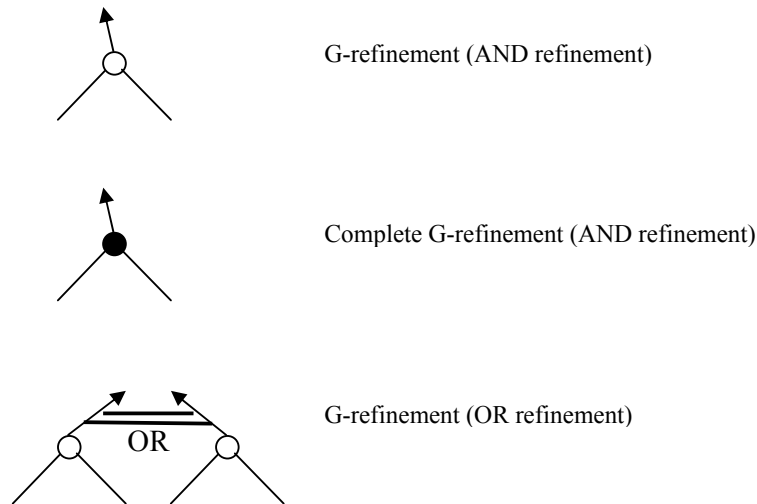 G-refinement (AND refinement)
Complete G-refinement (AND refinement)
G-refinement (OR refinement)
OR